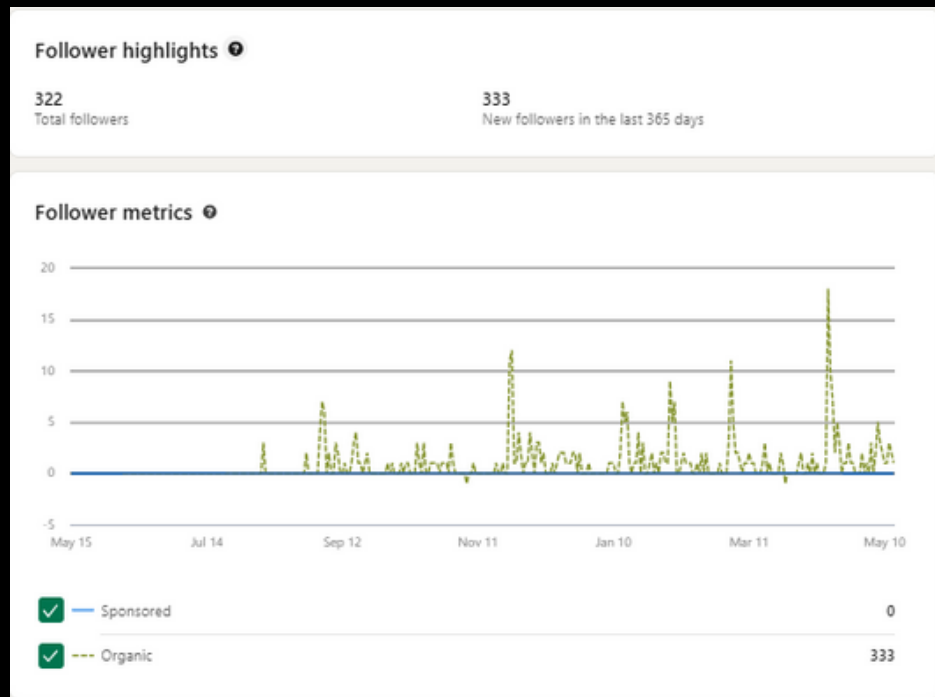 Follower highlights ?
322
Total followers
333
New followers in the last 365 days
Follower metrics ?
20
15
10
5
0
-5
May 15 Jul 14 Sep 12 Nov 11 Jan 10 Mar 11 May 10
Sponsored 0
Organic 333